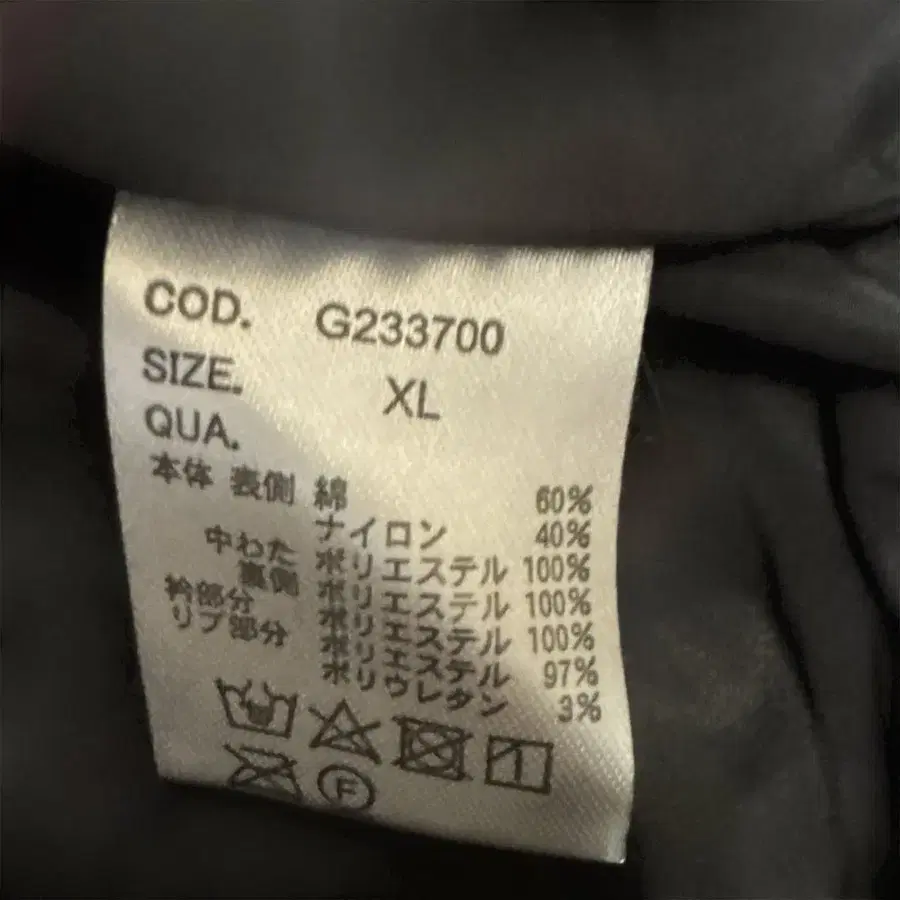 COD. G233700
SIZE. XL
QUA.
本体 表側 綿 60%
ナイロン 40%
中わた ポリエステル 100%
裏側 ポリエステル 100%
衿部分 ポリエステル 100%
リブ部分 ポリエステル 97%
ポリウレタン 3%
F